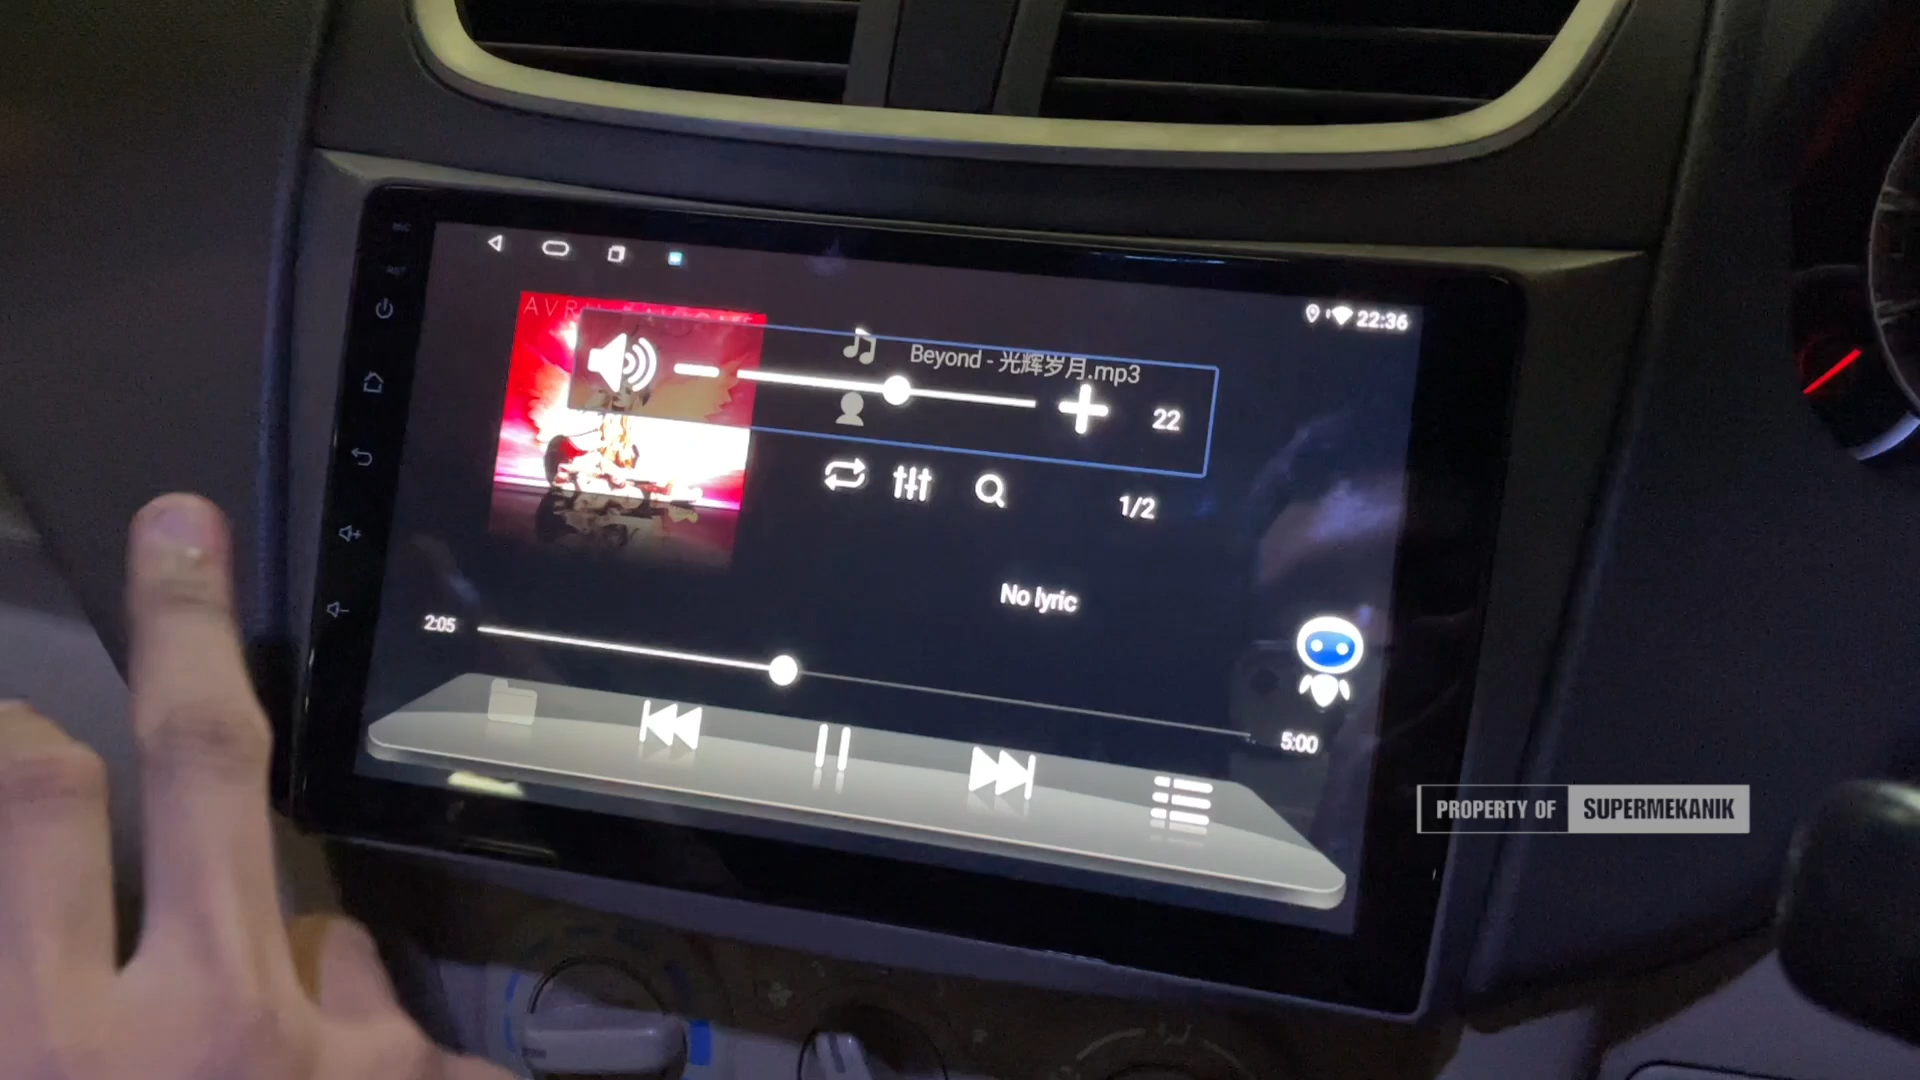 22:36
Beyond - 光辉岁月.mp3
22
1/2
No lyric
2:05
5:00
RST
PROPERTY OF SUPERMEKANIK